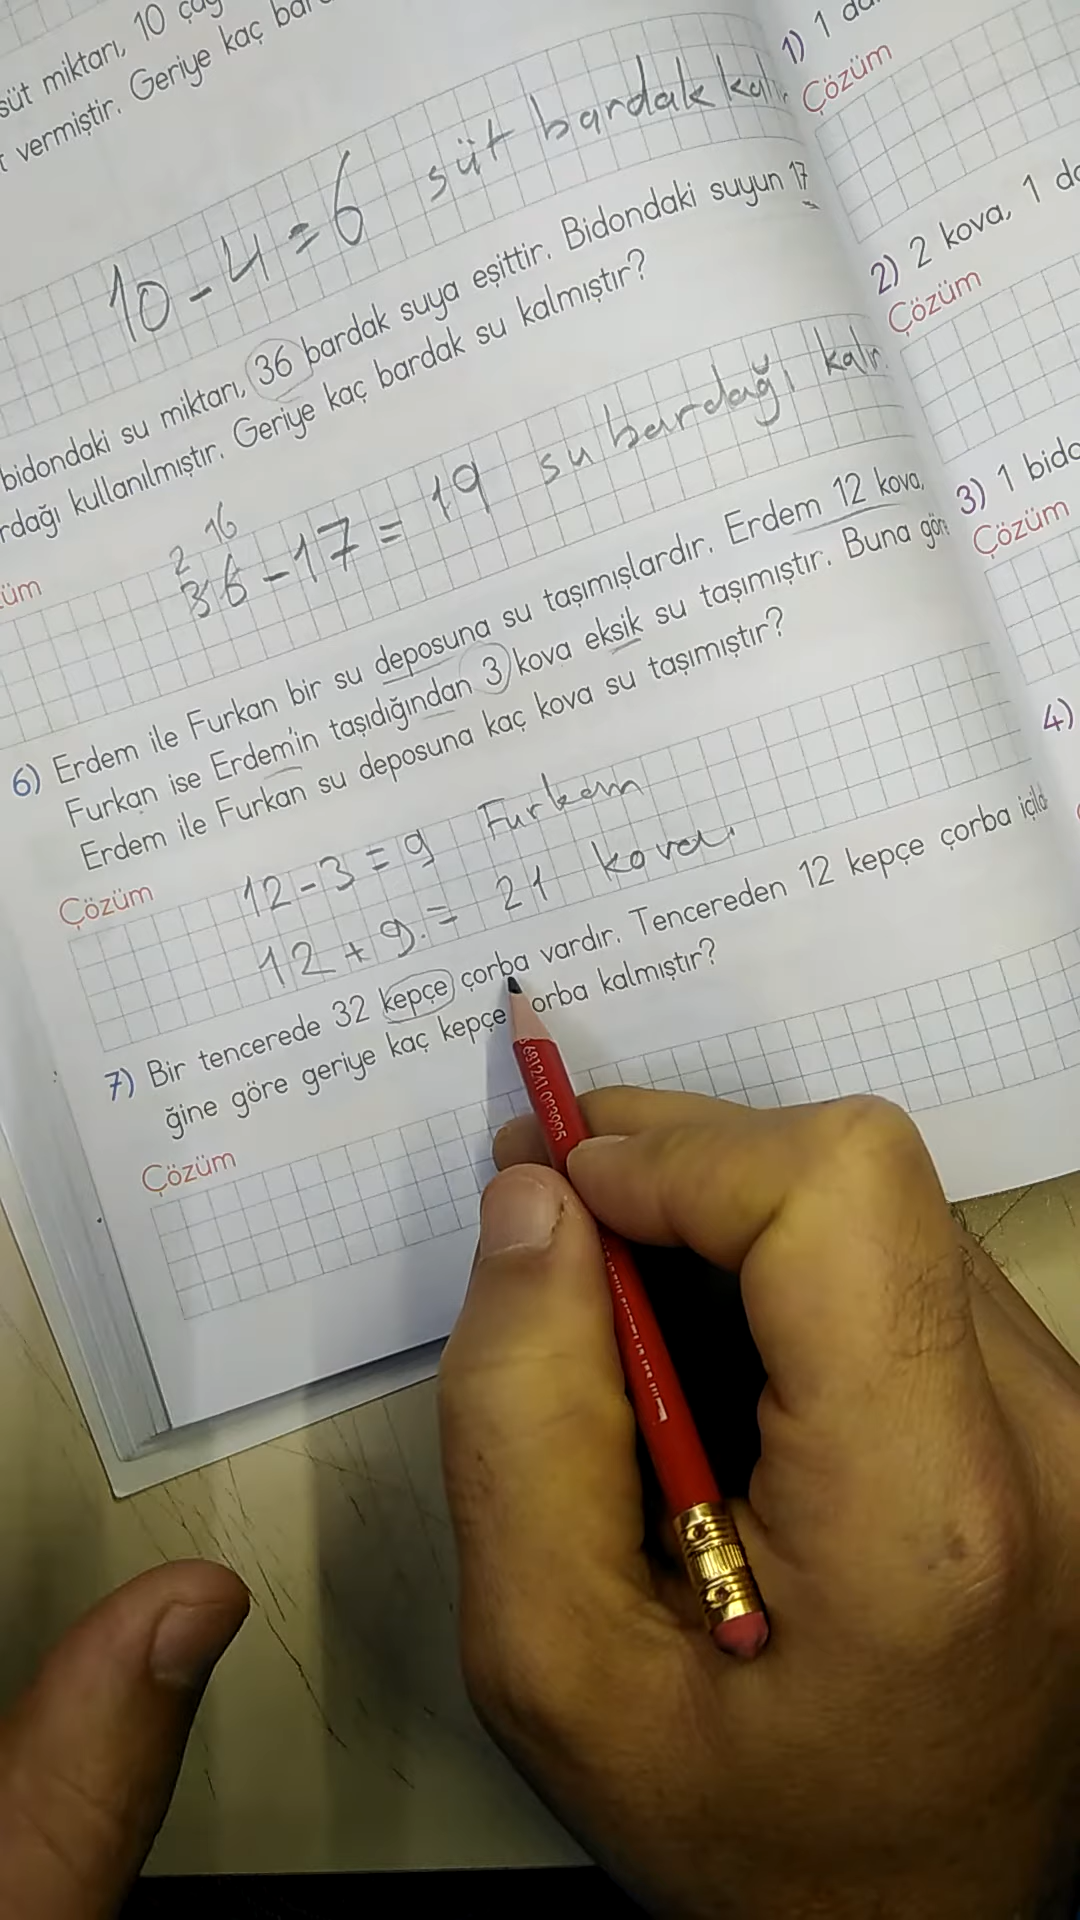 süt miktarı, 10
vermiştir. Geriye kaç
10 - 4 = 6 süt bardak
bidondaki su miktarı, 36 bardak suya eşittir. Bidondaki suyun 17
rdağı kullanılmıştır. Geriye kaç bardak su kalmıştır?
üm
2 16
36 - 17 = 19 su bardağı kalır.
6) Erdem ile Furkan bir su deposuna su taşımışlardır. Erdem 12 kova,
Furkan ise Erdem'in taşıdığından 3 kova eksik su taşımıştır. Buna gör
Erdem ile Furkan su deposuna kaç kova su taşımıştır?
Çözüm
12 - 3 = 9 Furkan
12 + 9 = 21 kova.
7) Bir tencerede 32 kepçe çorba vardır. Tencereden 12 kepçe çorba içild
ğine göre geriye kaç kepçe orba kalmıştır?
Çözüm
1) 1
Çözüm
2) 2 kova, 1
Çözüm
3) 1 bido
Çözüm
4)
6912410